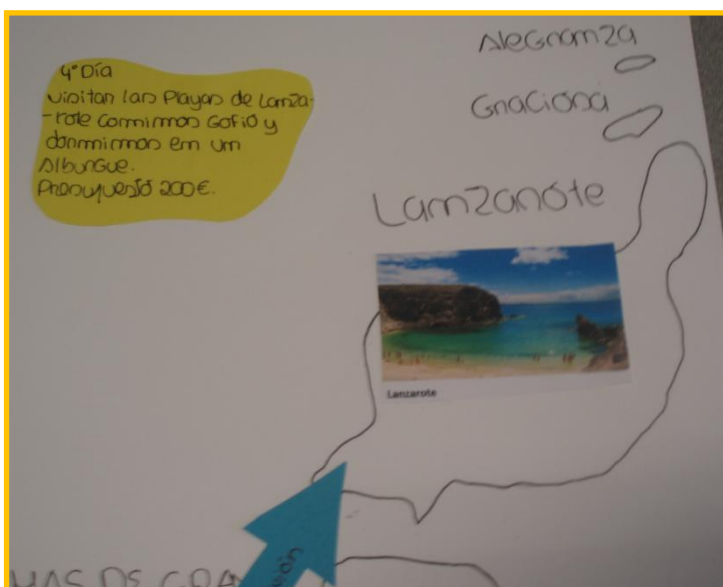 Alegranza
4º Día
Visitan las Playas de Lanza-
-rote comimos Gofio y
dormimos en un
Alburgue.
Presupuesto 200€.
Graciosa
Lanzarote
Lanzarote